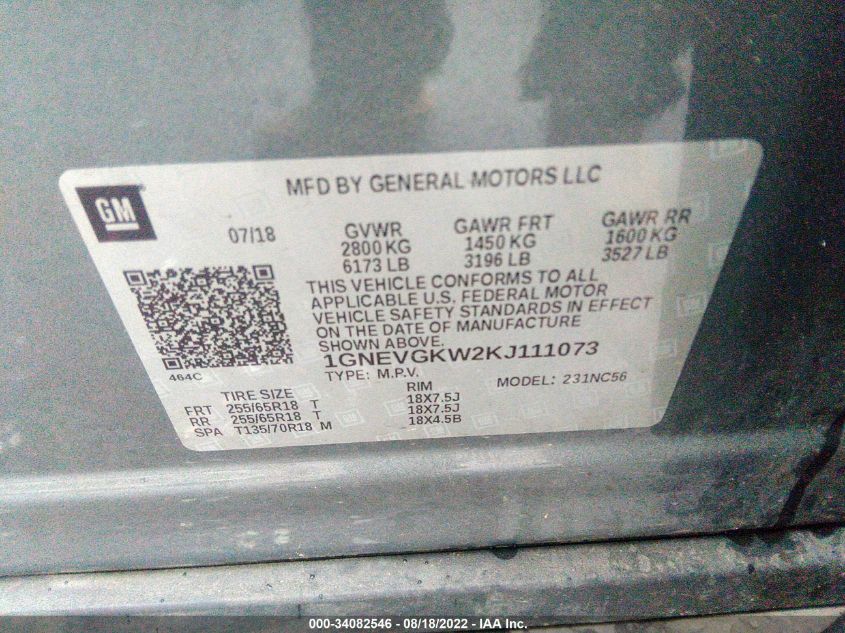 GM
MFD BY GENERAL MOTORS LLC
07/18
GVWR GAWR FRT GAWR RR
2800 KG 1450 KG 1600 KG
6173 LB 3196 LB 3527 LB
THIS VEHICLE CONFORMS TO ALL
APPLICABLE U.S. FEDERAL MOTOR
VEHICLE SAFETY STANDARDS IN EFFECT
ON THE DATE OF MANUFACTURE
SHOWN ABOVE.
1GNEVGKW2KJ111073
464C
TYPE: M.P.V. MODEL: 231NC56
TIRE SIZE RIM
FRT 255/65R18 T 18X7.5J
RR 255/65R18 T 18X7.5J
SPA T135/70R18 M 18X4.5B
000-34082546 - 08/18/2022 - IAA Inc.